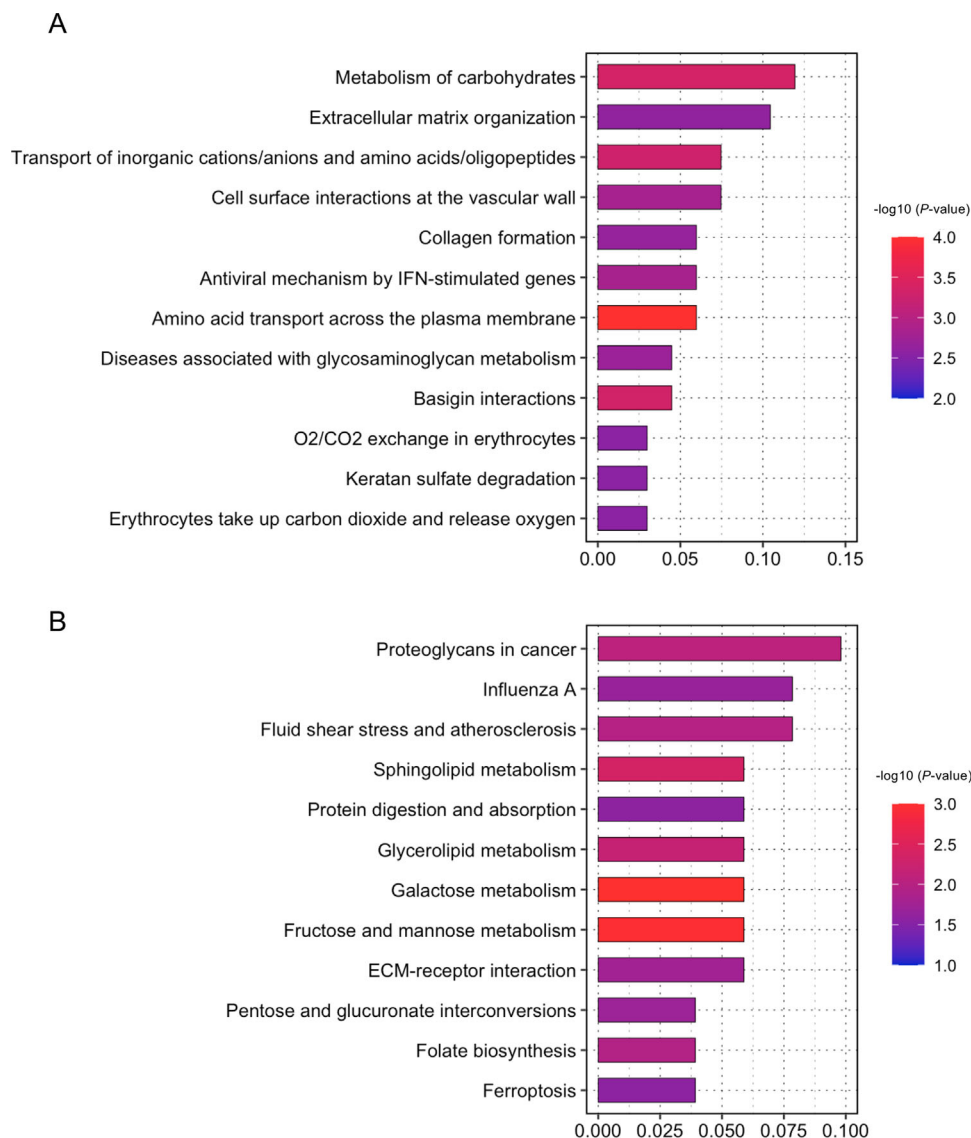 A
Metabolism of carbohydrates
Extracellular matrix organization
Transport of inorganic cations/anions and amino acids/oligopeptides
Cell surface interactions at the vascular wall
Collagen formation
Antiviral mechanism by IFN-stimulated genes
Amino acid transport across the plasma membrane
Diseases associated with glycosaminoglycan metabolism
Basigin interactions
O2/CO2 exchange in erythrocytes
Keratan sulfate degradation
Erythrocytes take up carbon dioxide and release oxygen
0.00 0.05 0.10 0.15
-log10 (P-value)
4.0
3.5
3.0
2.5
2.0
B
Proteoglycans in cancer
Influenza A
Fluid shear stress and atherosclerosis
Sphingolipid metabolism
Protein digestion and absorption
Glycerolipid metabolism
Galactose metabolism
Fructose and mannose metabolism
ECM-receptor interaction
Pentose and glucuronate interconversions
Folate biosynthesis
Ferroptosis
0.000 0.025 0.050 0.075 0.100
-log10 (P-value)
3.0
2.5
2.0
1.5
1.0